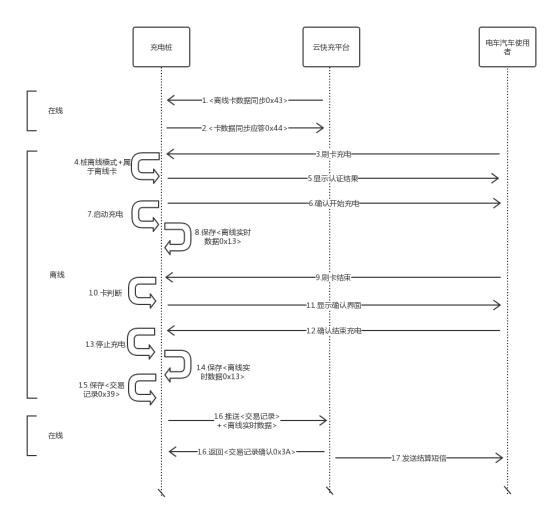 充电桩
云快充平台
电车汽车使用
者
在线
1.<离线卡数据同步0x43>
2.<卡数据同步应答0x44>
3.刷卡充电
4.桩离线模式+属
于离线卡
5.显示认证结果
6.确认开始充电
7.启动充电
8.保存<离线实时
数据0x13>
离线
9.刷卡结束
10.卡判断
11.显示确认界面
12.确认结束充电
13.停止充电
14.保存<离线实
时数据0x13>
15.保存<交易
记录0x39>
在线
16.推送<交易记录>
+<离线实时数据>
16.返回<交易记录确认0x3A>
17.发送结算短信